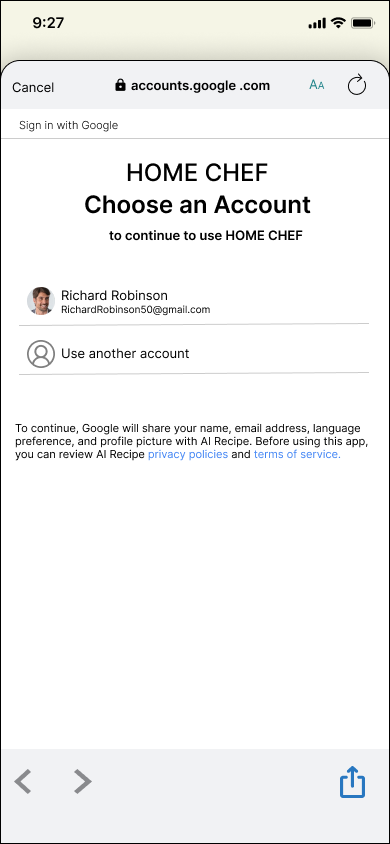 9:27
Cancel
accounts.google .com
AA
Sign in with Google
HOME CHEF
Choose an Account
to continue to use HOME CHEF
Richard Robinson
RichardRobinson50@gmail.com
Use another account
To continue, Google will share your name, email address, language
preference, and profile picture with AI Recipe. Before using this app,
you can review AI Recipe privacy policies and terms of service.